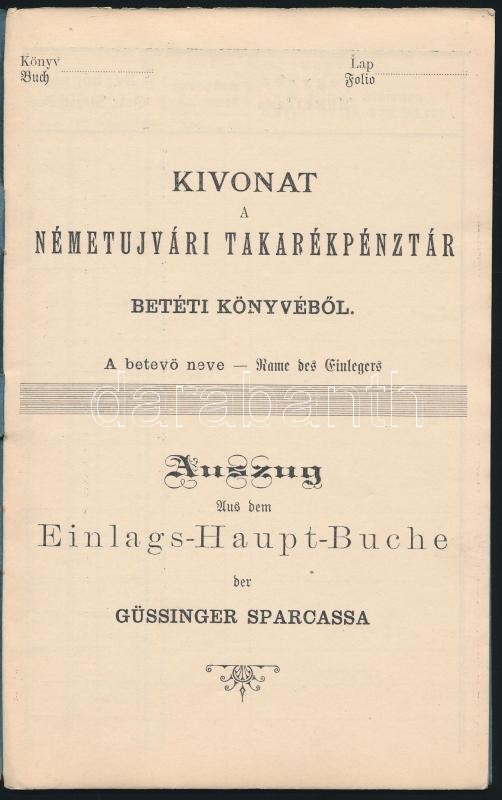 Könyv
Buch
Lap
Folio
KIVONAT
A
NÉMETUJVÁRI TAKARÉKPÉNZTÁR
BETÉTI KÖNYVÉBŐL.
A betevö neve — Name des Einlegers
darabanth
Auszug
Aus dem
Einlags-Haupt-Buche
der
GÜSSINGER SPARCASSA